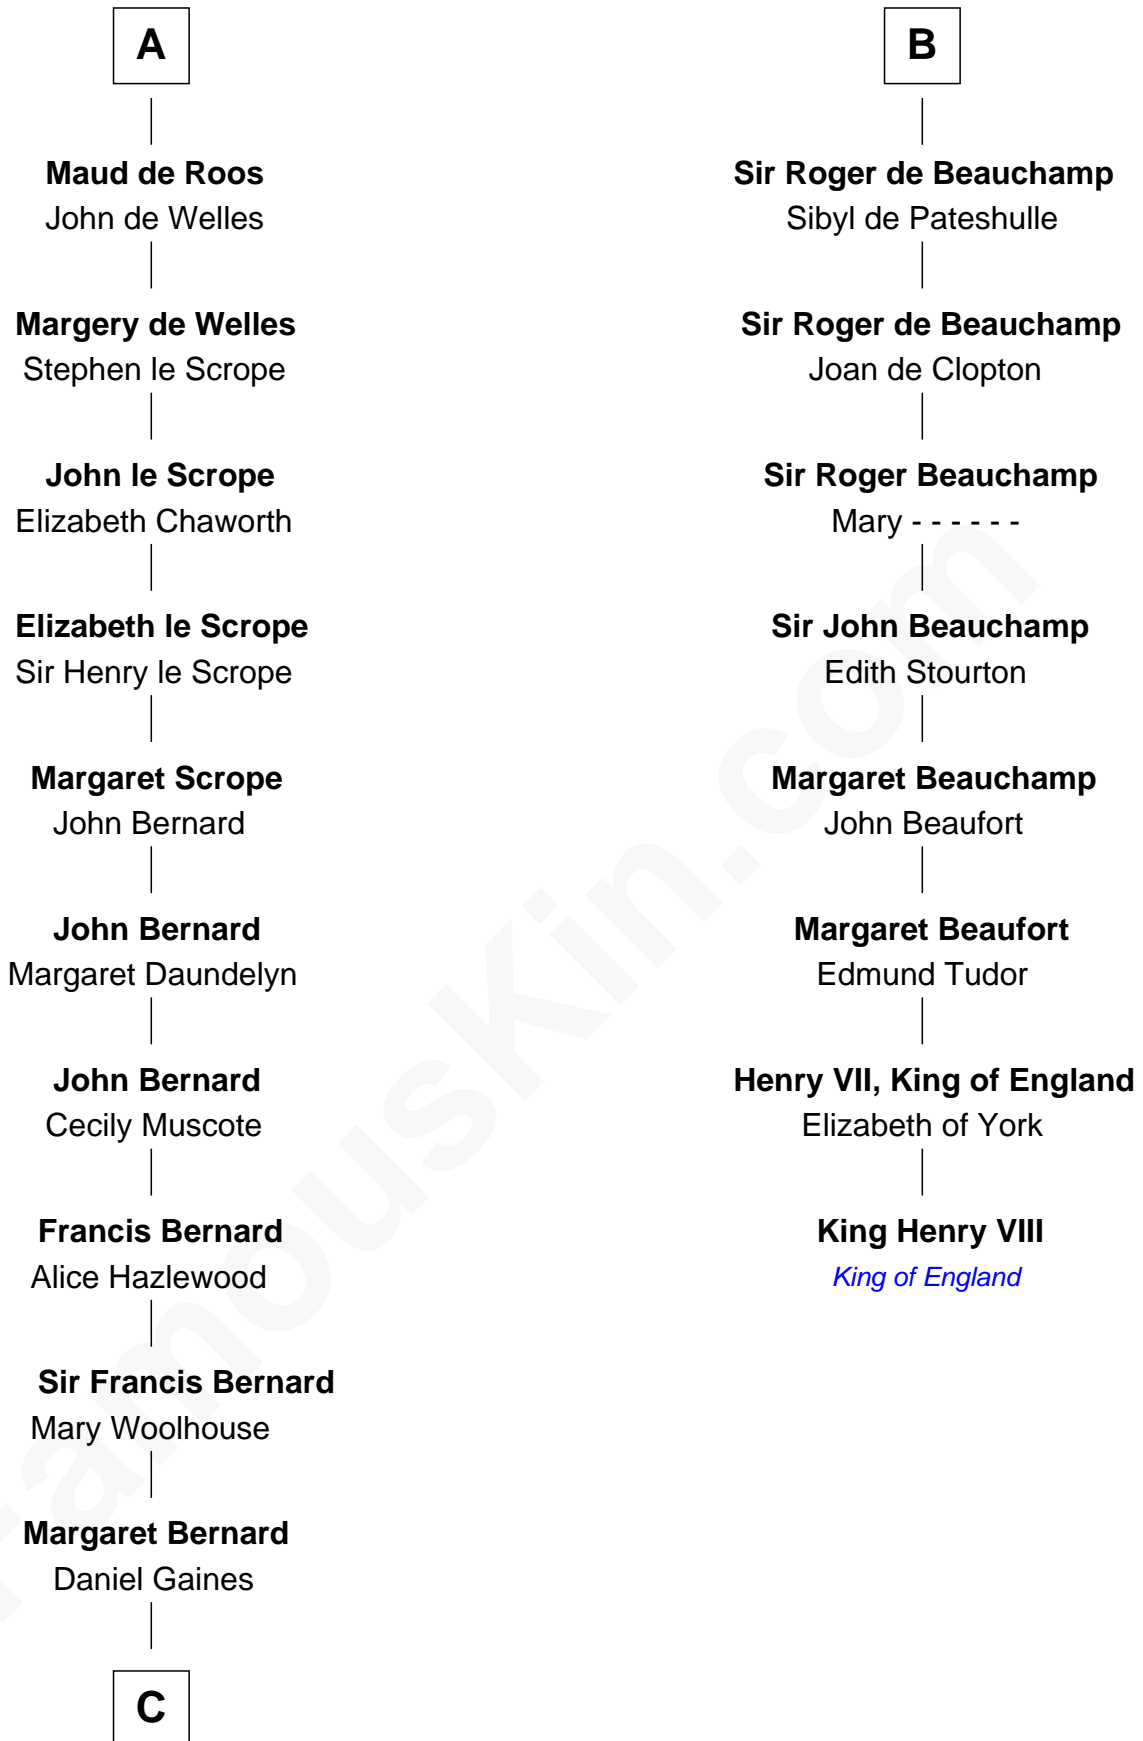 A
Maud de Roos
John de Welles
Margery de Welles
Stephen le Scrope
John le Scrope
Elizabeth Chaworth
Elizabeth le Scrope
Sir Henry le Scrope
Margaret Scrope
John Bernard
John Bernard
Margaret Daundelyn
John Bernard
Cecily Muscote
Francis Bernard
Alice Hazlewood
Sir Francis Bernard
Mary Woolhouse
Margaret Bernard
Daniel Gaines
C
B
Sir Roger de Beauchamp
Sibyl de Pateshulle
Sir Roger de Beauchamp
Joan de Clopton
Sir Roger Beauchamp
Mary - - - - - -
Sir John Beauchamp
Edith Stourton
Margaret Beauchamp
John Beaufort
Margaret Beaufort
Edmund Tudor
Henry VII, King of England
Elizabeth of York
King Henry VIII
King of England
FamousKin.com